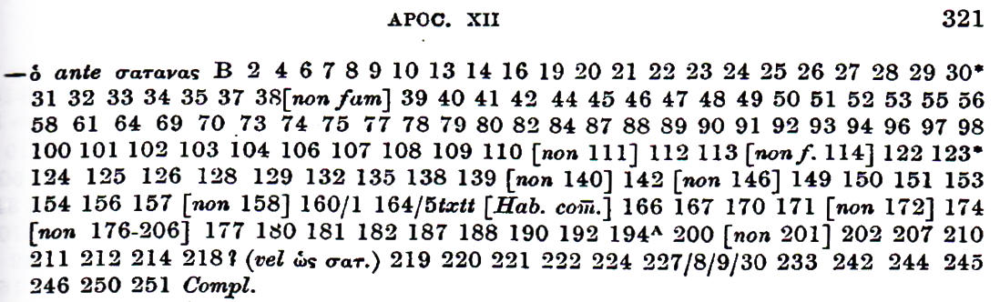 APOC. XII 321
—ὁ ante σατανας B 2 4 6 7 8 9 10 13 14 16 19 20 21 22 23 24 25 26 27 28 29 30*
31 32 33 34 35 37 38[non fam] 39 40 41 42 44 45 46 47 48 49 50 51 52 53 55 56
58 61 64 69 70 73 74 75 77 78 79 80 82 84 87 88 89 90 91 92 93 94 96 97 98
100 101 102 103 104 106 107 108 109 110 [non 111] 112 113 [non f. 114] 122 123*
124 125 126 128 129 132 135 138 139 [non 140] 142 [non 146] 149 150 151 153
154 156 157 [non 158] 160/1 164/5txtt [Hab. com̅.] 166 167 170 171 [non 172] 174
[non 176-206] 177 180 181 182 187 188 190 192 194ᴬ 200 [non 201] 202 207 210
211 212 214 218? (vel ὡς σατ.) 219 220 221 222 224 227/8/9/30 233 242 244 245
246 250 251 Compl.